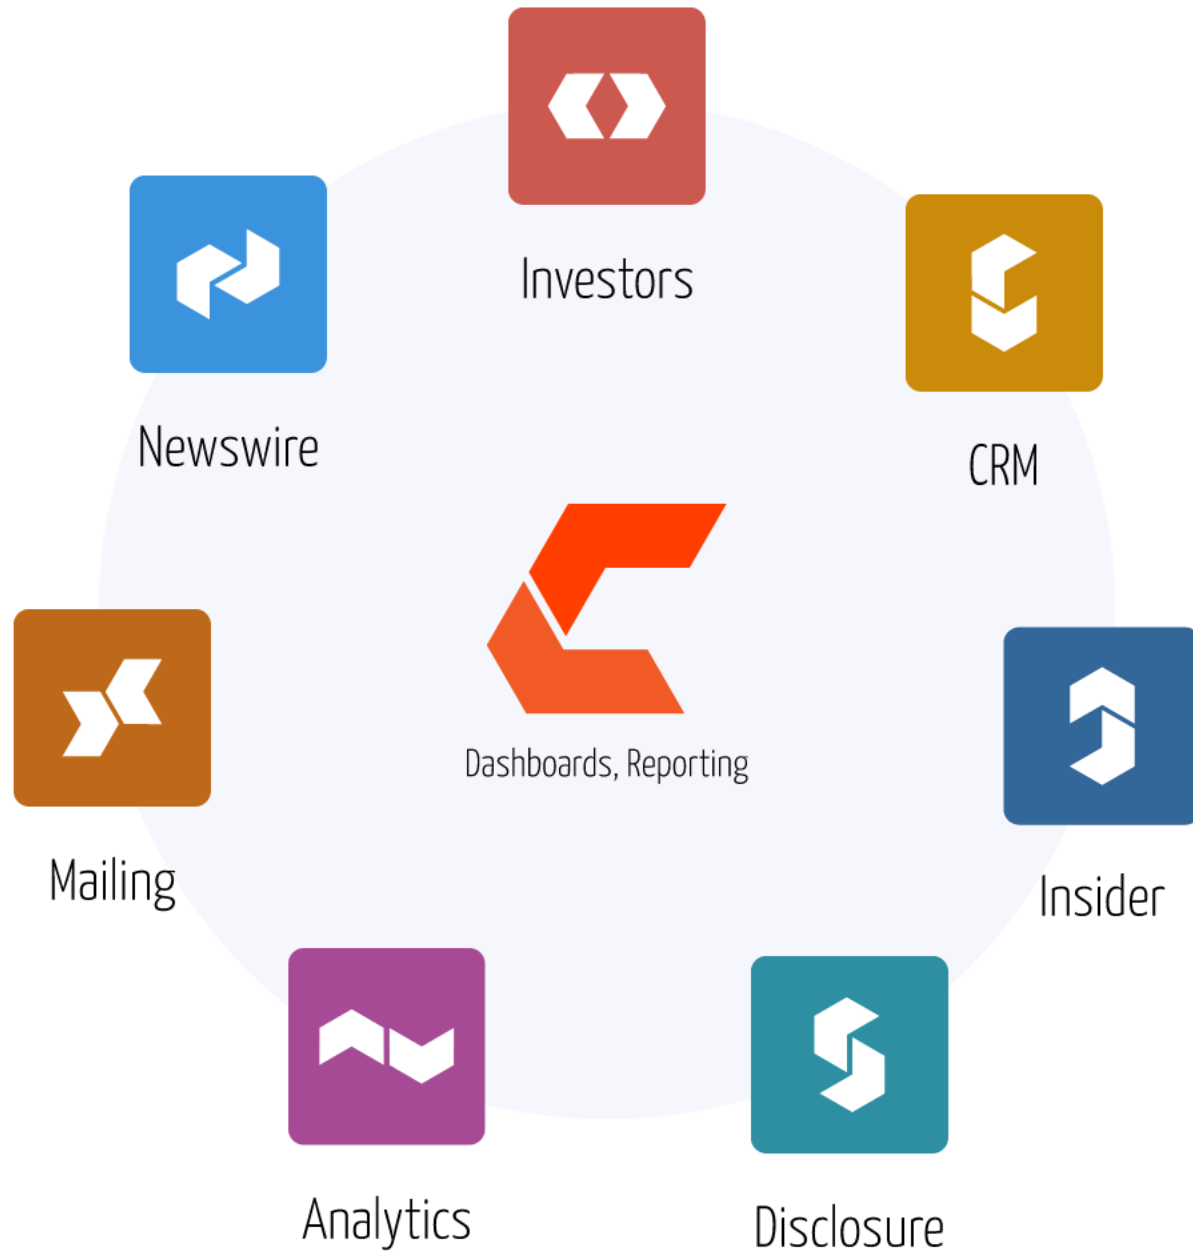 Investors
Newswire
CRM
Dashboards, Reporting
Mailing
Insider
Analytics
Disclosure